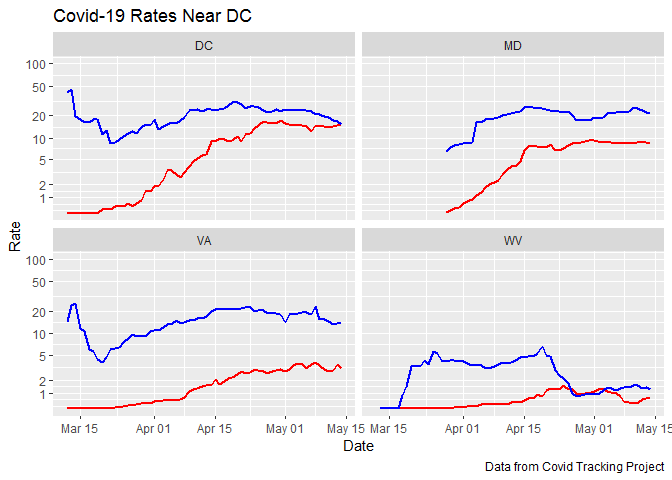 Covid-19 Rates Near DC
DC
MD
100
50
20
10
5
2
1
VA
WV
100
50
20
10
5
2
1
Rate
Mar 15
Apr 01
Apr 15
May 01
May 15
Mar 15
Apr 01
Apr 15
May 01
May 15
Date
Data from Covid Tracking Project